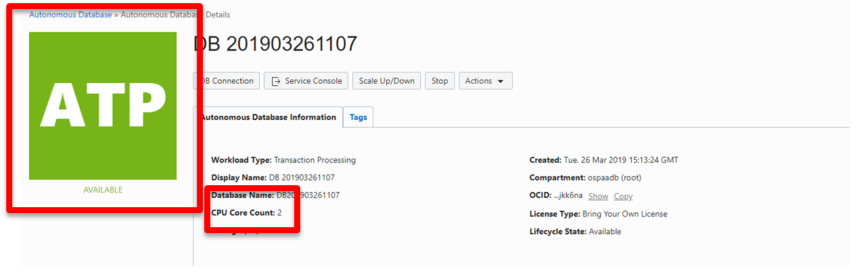 Autonomous Database » Autonomous Database Details
ATP
AVAILABLE
DB 201903261107
DB Connection
Service Console
Scale Up/Down
Stop
Actions
Autonomous Database Information
Tags
Workload Type: Transaction Processing
Display Name: DB 201903261107
Database Name: DB201903261107
CPU Core Count: 2
Created: Tue, 26 Mar 2019 15:13:24 GMT
Compartment: ospaadb (root)
OCID: ...jkk6na Show Copy
License Type: Bring Your Own License
Lifecycle State: Available